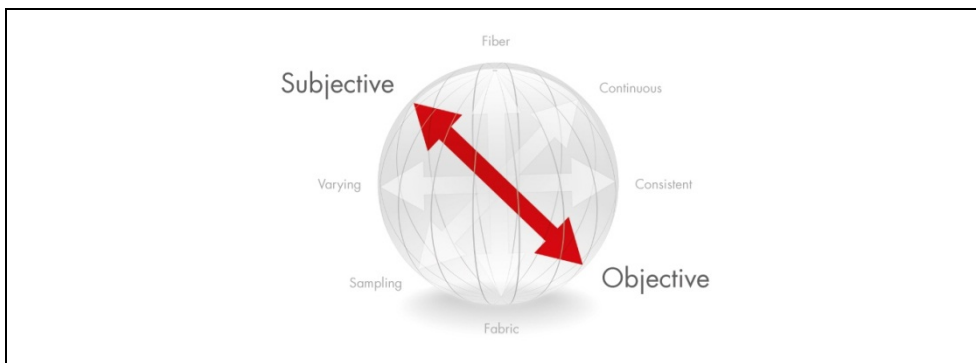 Fiber
Subjective
Continuous
Varying
Consistent
Sampling
Objective
Fabric